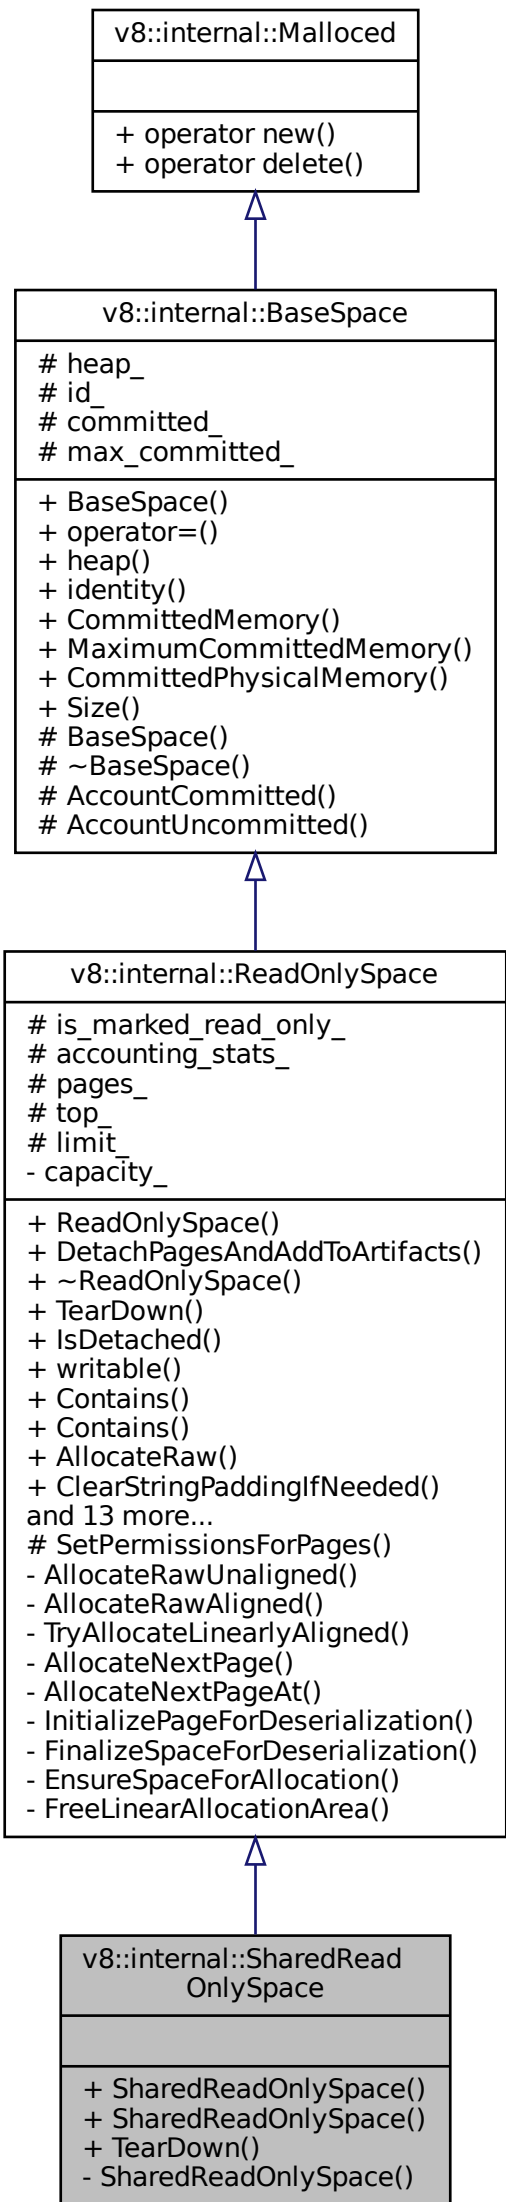 v8::internal::Malloced
+ operator new()
+ operator delete()
v8::internal::BaseSpace
# heap_
# id_
# committed_
# max_committed_
+ BaseSpace()
+ operator=()
+ heap()
+ identity()
+ CommittedMemory()
+ MaximumCommittedMemory()
+ CommittedPhysicalMemory()
+ Size()
# BaseSpace()
# ~BaseSpace()
# AccountCommitted()
# AccountUncommitted()
v8::internal::ReadOnlySpace
# is_marked_read_only_
# accounting_stats_
# pages_
# top_
# limit_
- capacity_
+ ReadOnlySpace()
+ DetachPagesAndAddToArtifacts()
+ ~ReadOnlySpace()
+ TearDown()
+ IsDetached()
+ writable()
+ Contains()
+ Contains()
+ AllocateRaw()
+ ClearStringPaddingIfNeeded()
and 13 more...
# SetPermissionsForPages()
- AllocateRawUnaligned()
- AllocateRawAligned()
- TryAllocateLinearlyAligned()
- AllocateNextPage()
- AllocateNextPageAt()
- InitializePageForDeserialization()
- FinalizeSpaceForDeserialization()
- EnsureSpaceForAllocation()
- FreeLinearAllocationArea()
v8::internal::SharedRead
OnlySpace
+ SharedReadOnlySpace()
+ SharedReadOnlySpace()
+ TearDown()
- SharedReadOnlySpace()